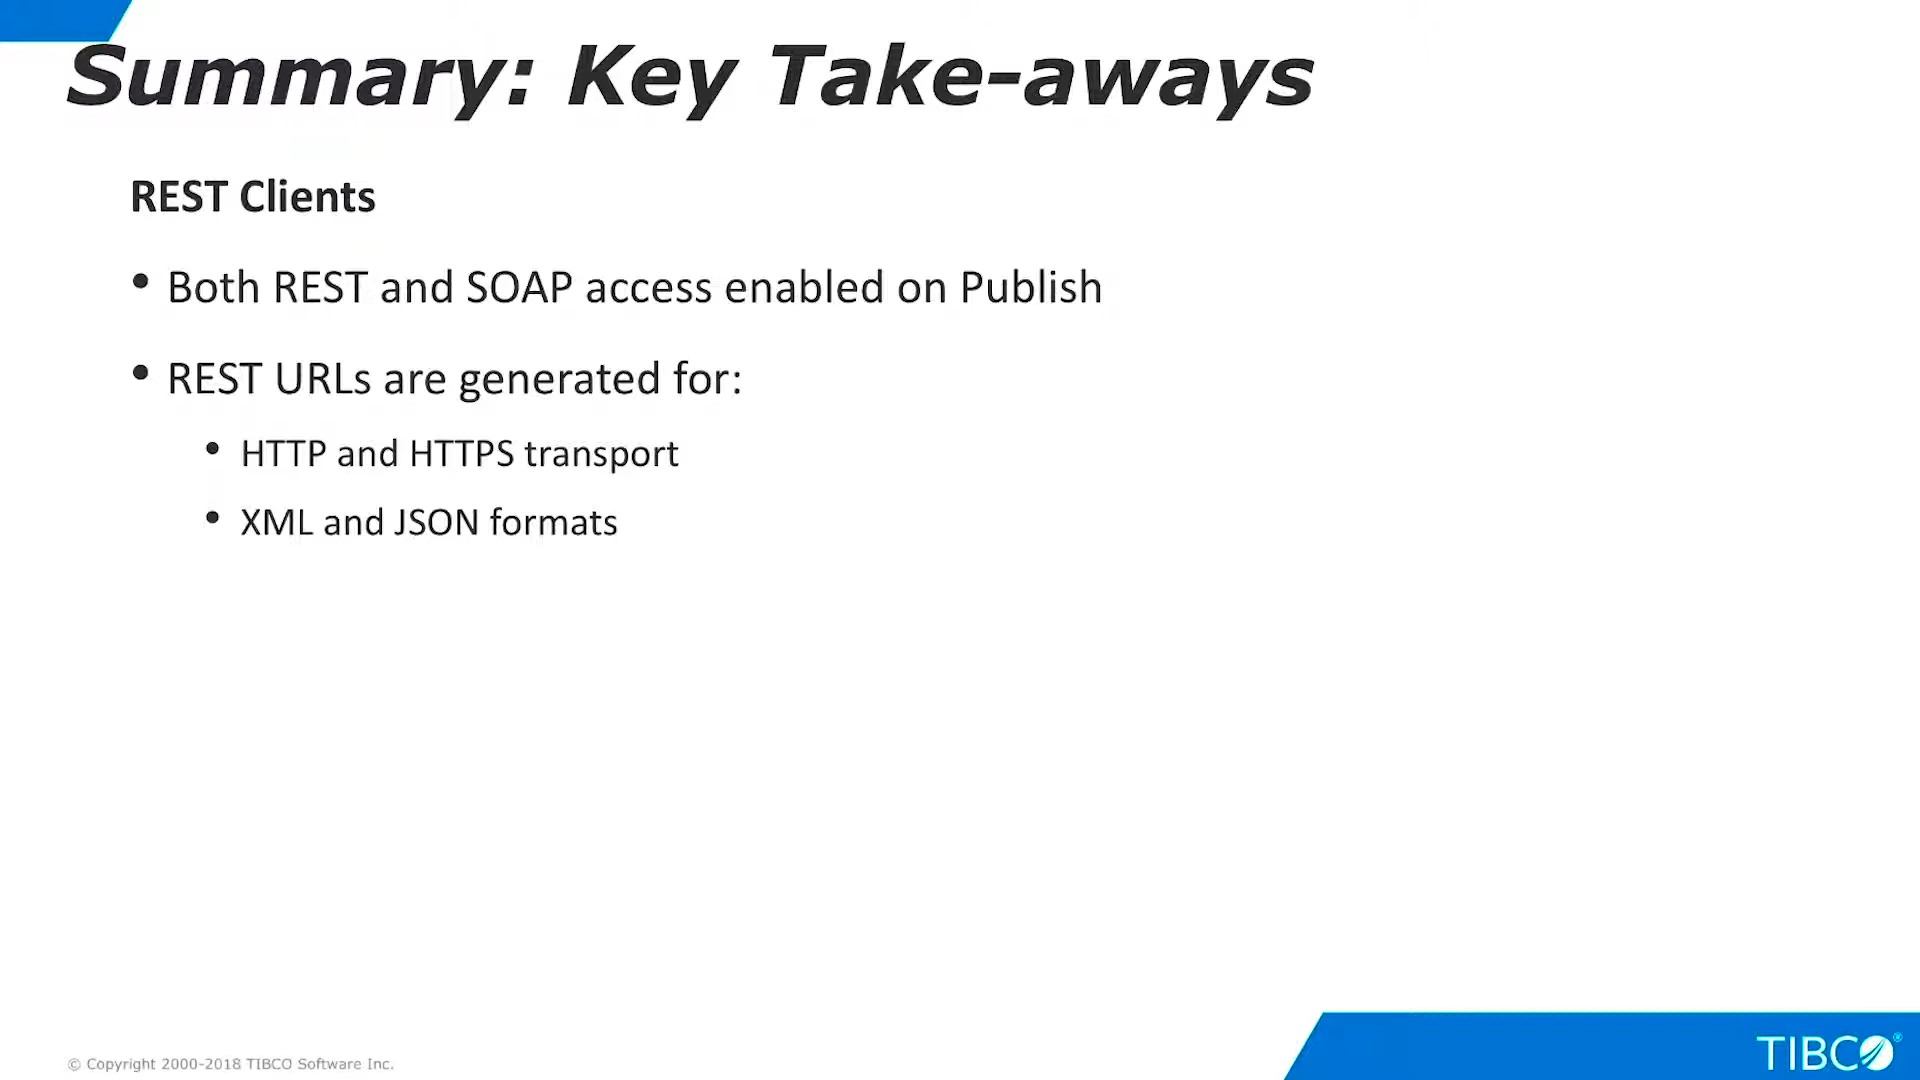 Summary: Key Take-aways
REST Clients
• Both REST and SOAP access enabled on Publish
• REST URLs are generated for:
• HTTP and HTTPS transport
• XML and JSON formats
© Copyright 2000-2018 TIBCO Software Inc.
TIBCO®